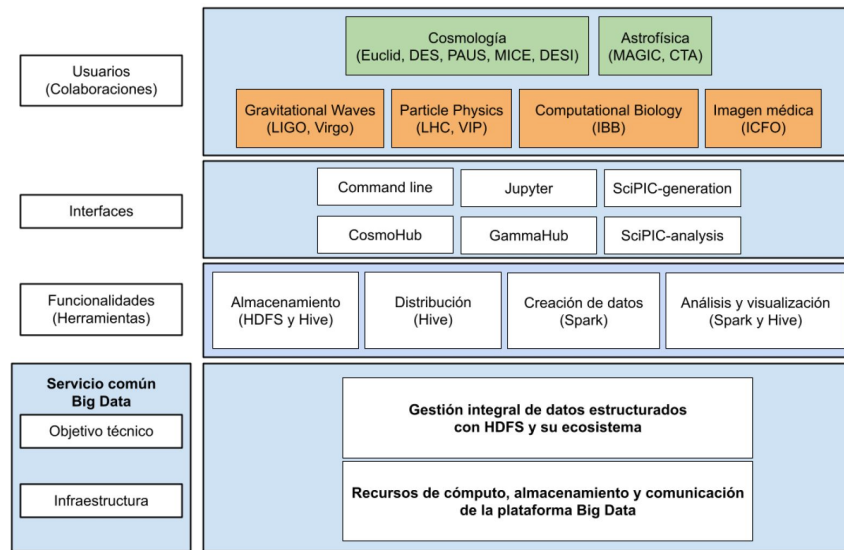 Usuarios
(Colaboraciones)
Cosmología
(Euclid, DES, PAUS, MICE, DESI)
Astrofísica
(MAGIC, CTA)
Gravitational Waves
(LIGO, Virgo)
Particle Physics
(LHC, VIP)
Computational Biology
(IBB)
Imagen médica
(ICFO)
Interfaces
Command line
Jupyter
SciPIC-generation
CosmoHub
GammaHub
SciPIC-analysis
Funcionalidades
(Herramientas)
Almacenamiento
(HDFS y Hive)
Distribución
(Hive)
Creación de datos
(Spark)
Análisis y visualización
(Spark y Hive)
Servicio común
Big Data
Objetivo técnico
Infraestructura
Gestión integral de datos estructurados
con HDFS y su ecosistema
Recursos de cómputo, almacenamiento y comunicación
de la plataforma Big Data